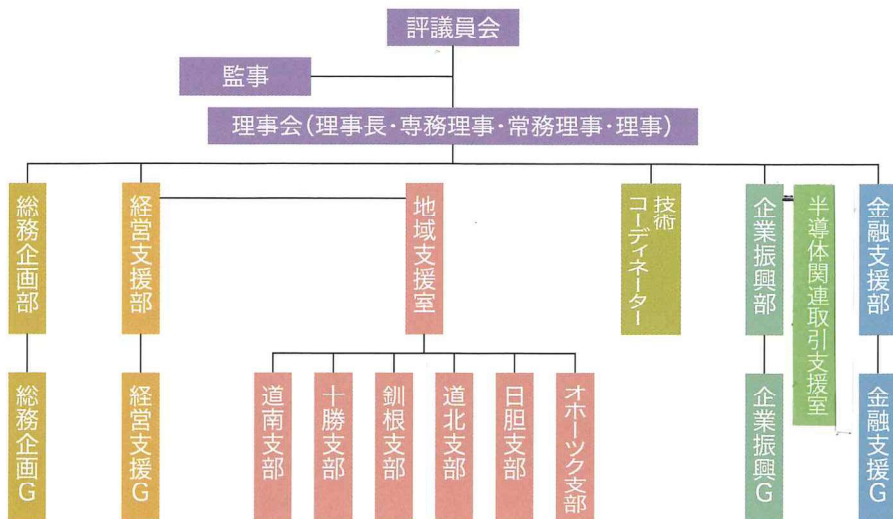 評議員会
監事
理事会(理事長・専務理事・常務理事・理事)
総務企画部
経営支援部
地域支援室
技術
コーディネーター
企業振興部
半導体関連取引支援室
金融支援部
総務企画G
経営支援G
道南支部
十勝支部
釧根支部
道北支部
日胆支部
オホーツク支部
企業振興G
金融支援G